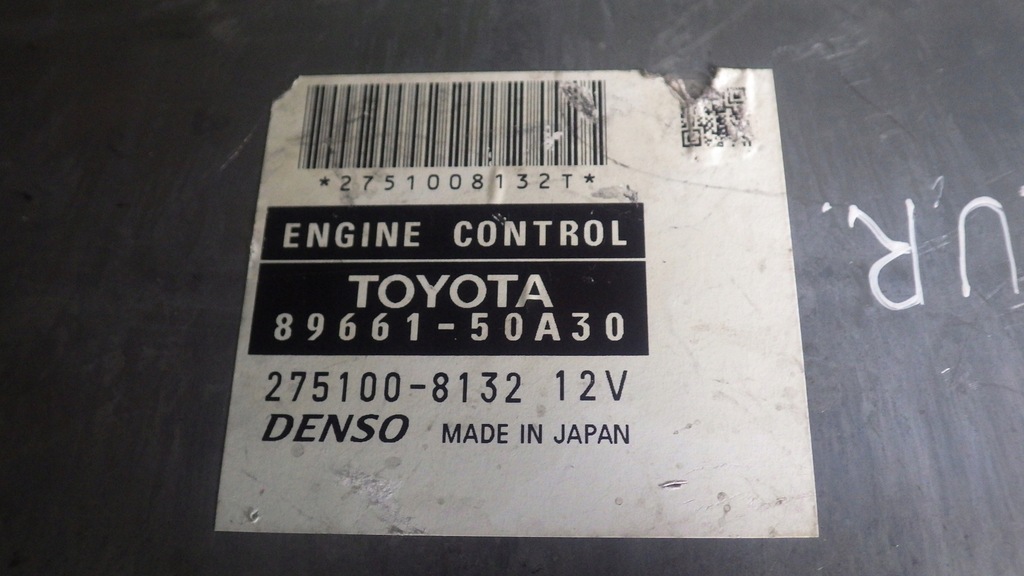 *2751008132T*
ENGINE CONTROL
TOYOTA
89661-50A30
275100-8132 12V
DENSO MADE IN JAPAN